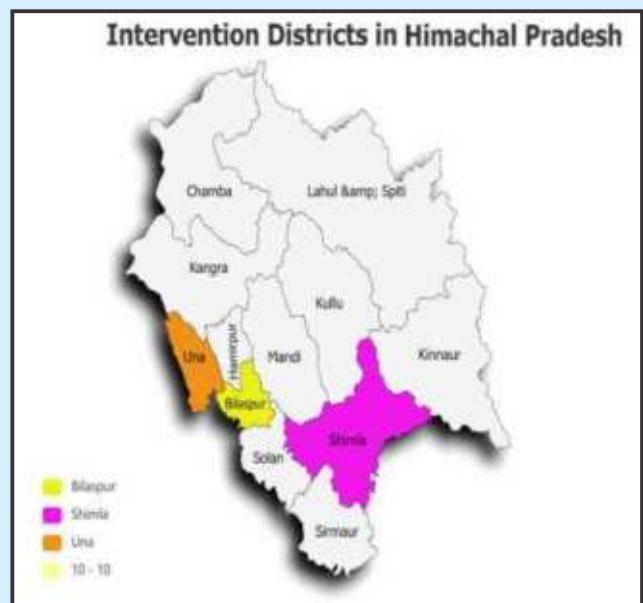 Intervention Districts in Himachal Pradesh
Chamba
Lahul &amp; Spiti
Kangra
Kullu
Kinnaur
Una
Hamirpur
Mandi
Bilaspur
Shimla
Solan
Sirmaur
Bilaspur
Shimla
Una
10 - 10